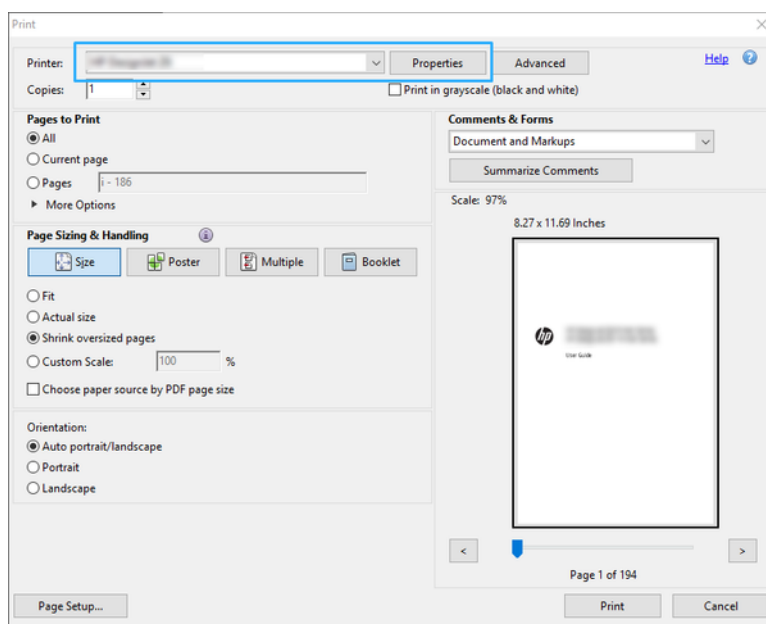 Print
Printer:
Properties
Advanced
Help
Copies: 1
Print in grayscale (black and white)
Pages to Print
All
Current page
Pages i - 186
More Options
Comments & Forms
Document and Markups
Summarize Comments
Page Sizing & Handling
Size Poster Multiple Booklet
Fit
Actual size
Shrink oversized pages
Custom Scale: 100 %
Choose paper source by PDF page size
Orientation:
Auto portrait/landscape
Portrait
Landscape
Scale: 97%
8.27 x 11.69 Inches
hp
User Guide
< >
Page 1 of 194
Page Setup...
Print Cancel